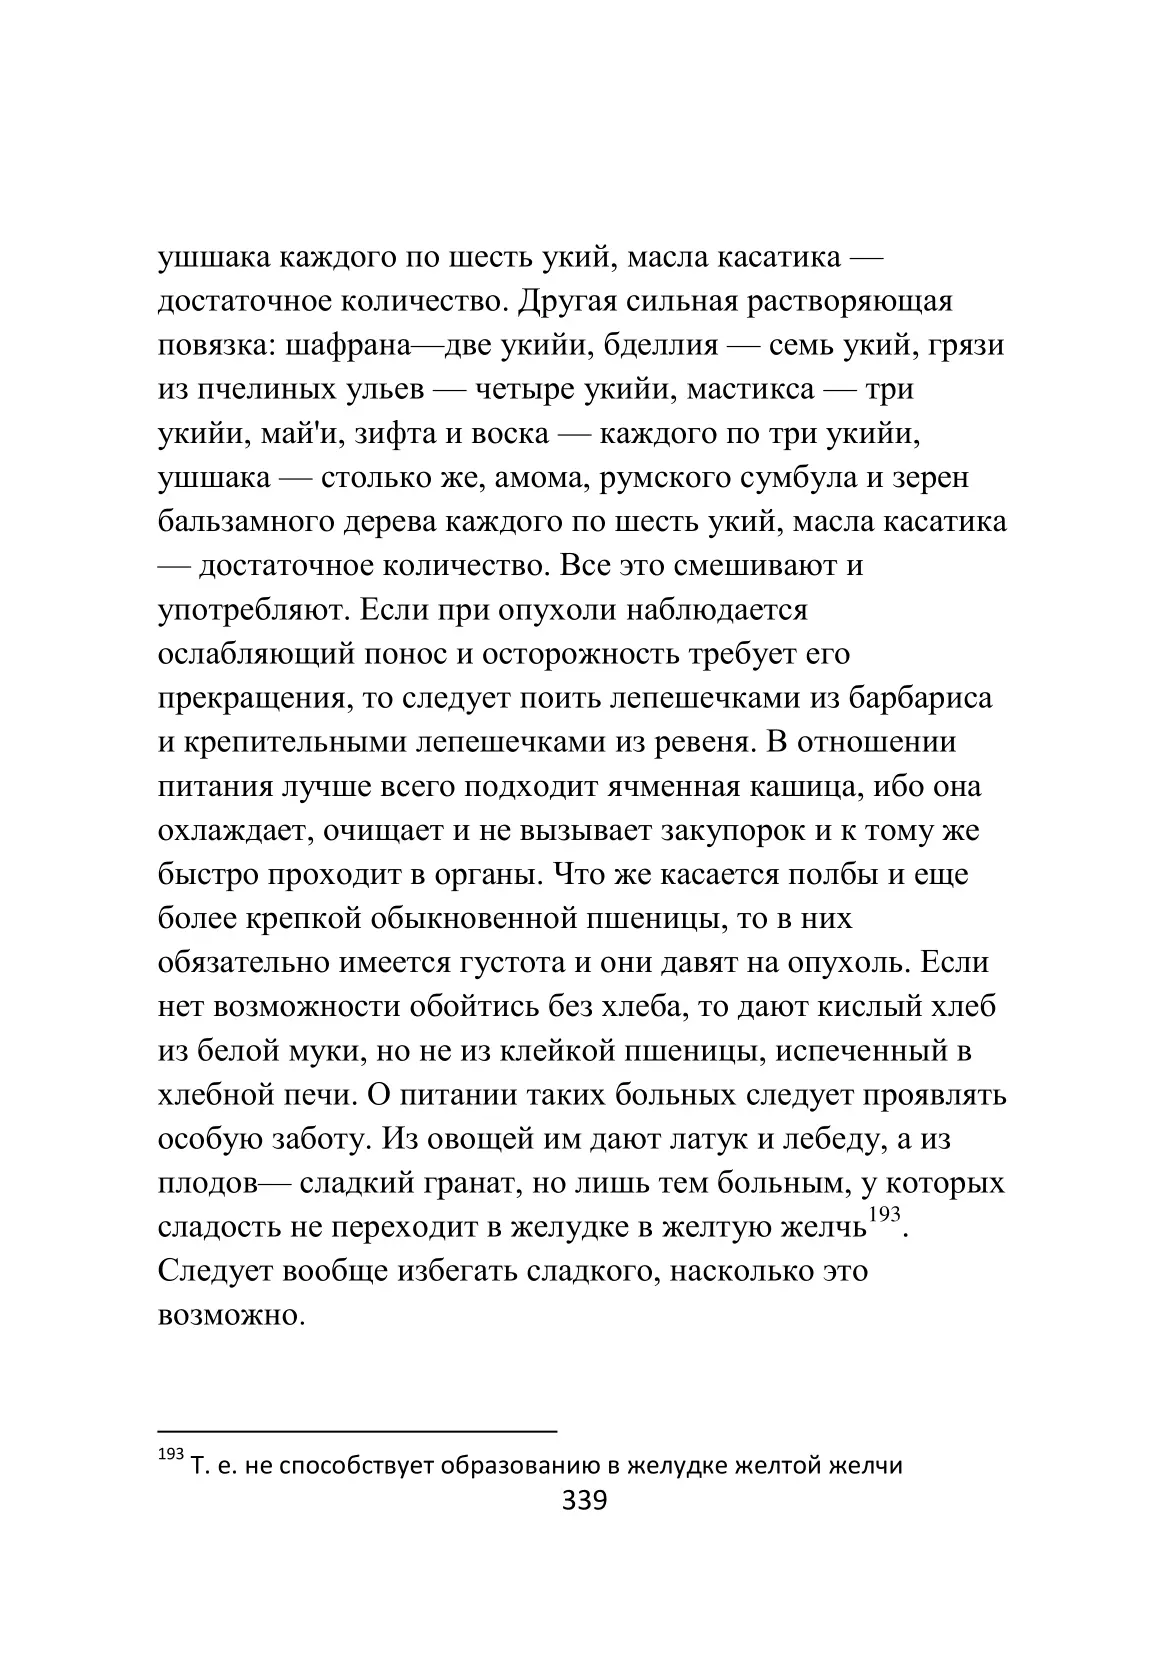 ушшака каждого по шесть укий, масла касатика —
достаточное количество. Другая сильная растворяющая
повязка: шафрана—две укийи, бделлия — семь укий, грязи
из пчелиных ульев — четыре укийи, мастикса — три
укийи, май'и, зифта и воска — каждого по три укийи,
ушшака — столько же, амома, румского сумбула и зерен
бальзамного дерева каждого по шесть укий, масла касатика
— достаточное количество. Все это смешивают и
употребляют. Если при опухоли наблюдается
ослабляющий понос и осторожность требует его
прекращения, то следует поить лепешечками из барбариса
и крепительными лепешечками из ревеня. В отношении
питания лучше всего подходит ячменная кашица, ибо она
охлаждает, очищает и не вызывает закупорок и к тому же
быстро проходит в органы. Что же касается полбы и еще
более крепкой обыкновенной пшеницы, то в них
обязательно имеется густота и они давят на опухоль. Если
нет возможности обойтись без хлеба, то дают кислый хлеб
из белой муки, но не из клейкой пшеницы, испеченный в
хлебной печи. О питании таких больных следует проявлять
особую заботу. Из овощей им дают латук и лебеду, а из
плодов— сладкий гранат, но лишь тем больным, у которых
сладость не переходит в желудке в желтую желчь193.
Следует вообще избегать сладкого, насколько это
возможно.
193 Т. е. не способствует образованию в желудке желтой желчи
339